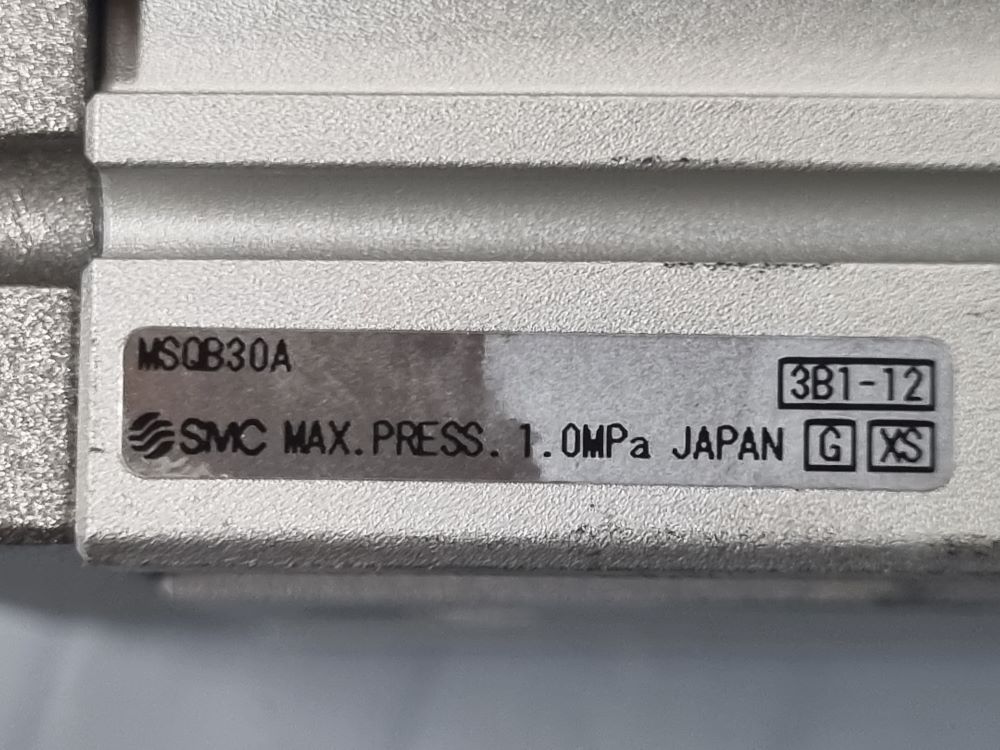 MSQB30A
3B1-12
SMC MAX.PRESS. 1.0MPa JAPAN G XS